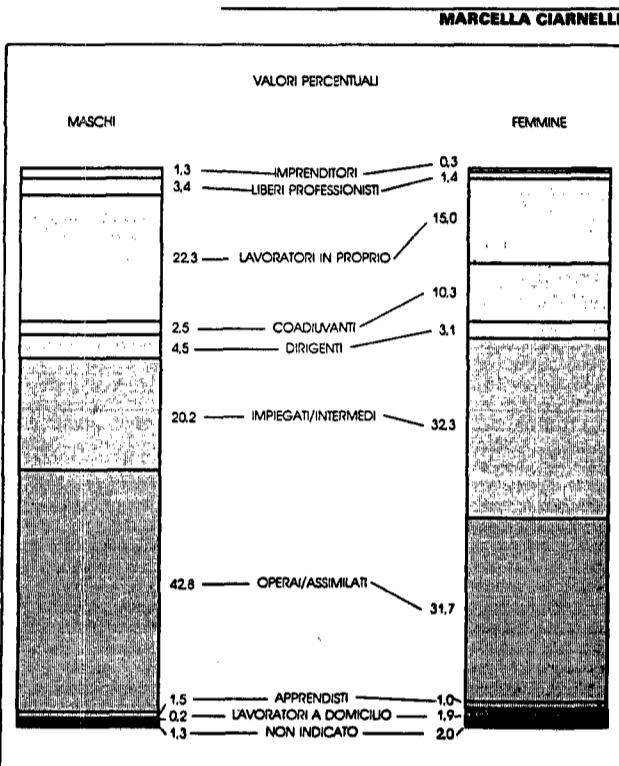 MARCELLA CIARNELLI
VALORI PERCENTUALI
MASCHI FEMMINE
1,3 IMPRENDITORI 0,3
3,4 LIBERI PROFESSIONISTI 1,4
22,3 LAVORATORI IN PROPRIO 15,0
2,5 COADIUVANTI 10,3
4,5 DIRIGENTI 3,1
20,2 IMPIEGATI/INTERMEDI 32,3
42,8 OPERAI/ASSIMILATI 31,7
1,5 APPRENDISTI 1,0
0,2 LAVORATORI A DOMICILIO 1,9
1,3 NON INDICATO 2,0